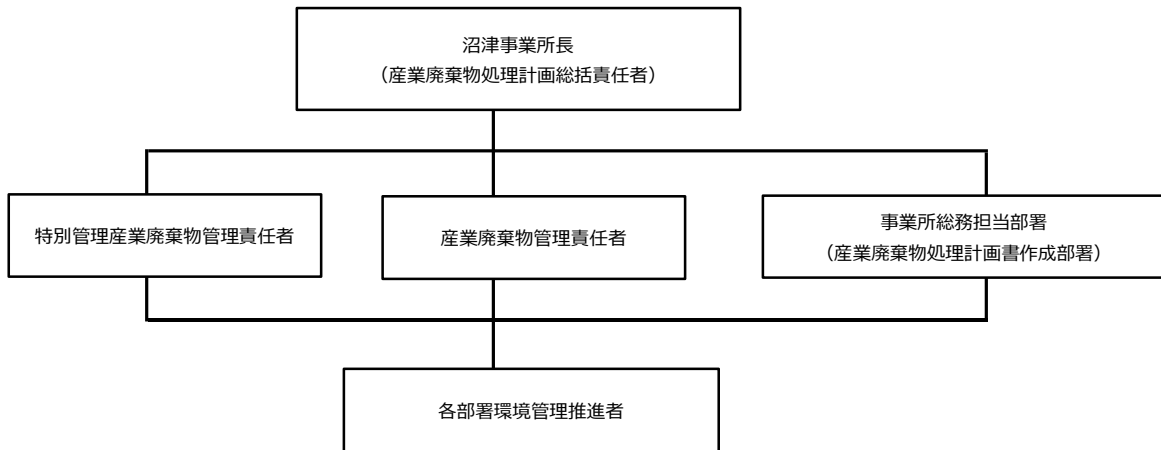 沼津事業所長
（産業廃棄物処理計画総括責任者）
特別管理産業廃棄物管理責任者
産業廃棄物管理責任者
事業所総務担当部署
（産業廃棄物処理計画書作成部署）
各部署環境管理推進者